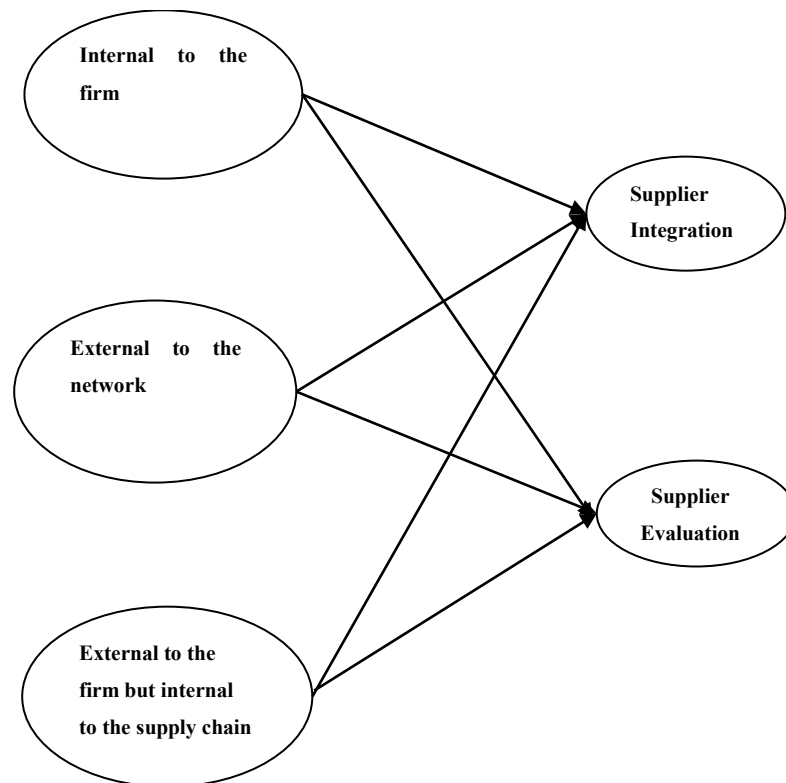 Internal to the
firm
Supplier
Integration
External to the
network
Supplier
Evaluation
External to the
firm but internal
to the supply chain